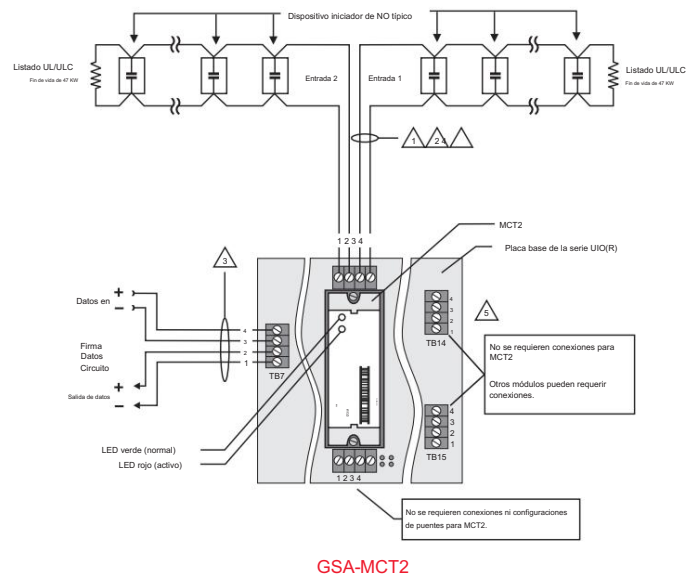 Dispositivo iniciador de NO típico
Listado UL/ULC
Fin de vida de 47 KW
Entrada 2
Entrada 1
Listado UL/ULC
Fin de vida de 47 KW
1
2 4
1 2 3 4
MCT2
Placa base de la serie UIO(R)
3
Datos en
+
−
4
3
2
1
TB7
Firma
Datos
Circuito
Salida de datos
+
−
4
3
2
1
TB14
5
No se requieren conexiones para
MCT2
Otros módulos pueden requerir
conexiones.
4
3
2
1
TB15
LED verde (normal)
LED rojo (activo)
1 2 3 4
No se requieren conexiones ni configuraciones
de puentes para MCT2.
GSA-MCT2